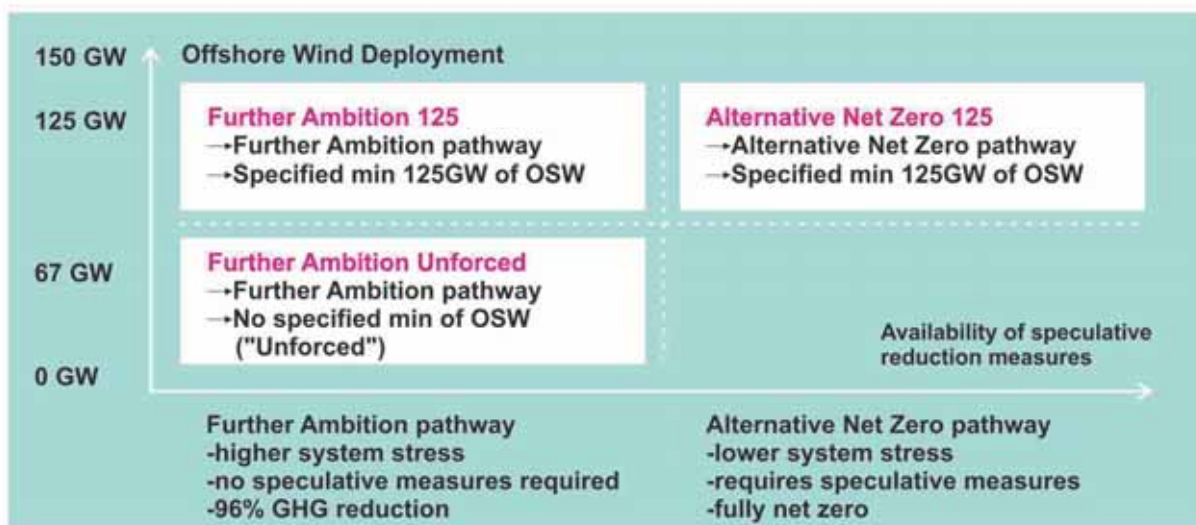 150 GW
Offshore Wind Deployment
125 GW
Further Ambition 125
→Further Ambition pathway
→Specified min 125GW of OSW
Alternative Net Zero 125
→Alternative Net Zero pathway
→Specified min 125GW of OSW
67 GW
Further Ambition Unforced
→Further Ambition pathway
→No specified min of OSW
("Unforced")
Availability of speculative
reduction measures
0 GW
Further Ambition pathway
-higher system stress
-no speculative measures required
-96% GHG reduction
Alternative Net Zero pathway
-lower system stress
-requires speculative measures
-fully net zero